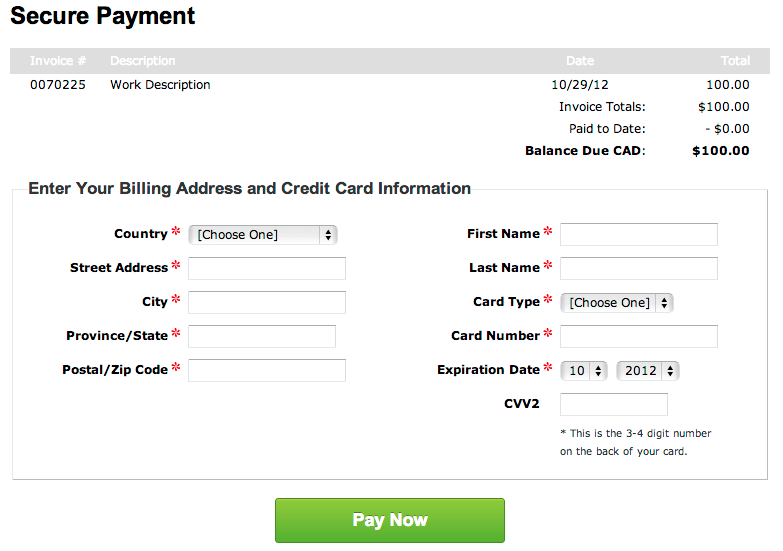 Secure Payment
Invoice # Description Date Total
0070225 Work Description 10/29/12 100.00
Invoice Totals: $100.00
Paid to Date: - $0.00
Balance Due CAD: $100.00
Enter Your Billing Address and Credit Card Information
Country * [Choose One] First Name *
Street Address * Last Name *
City * Card Type * [Choose One]
Province/State * Card Number *
Postal/Zip Code * Expiration Date * 10 2012
CVV2
* This is the 3-4 digit number
on the back of your card.
Pay Now